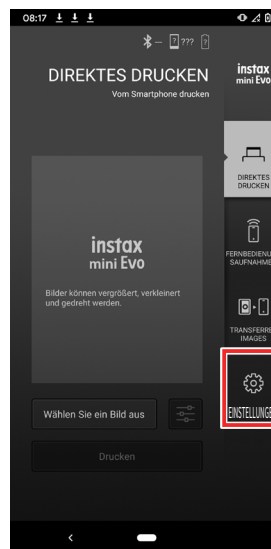 08:17
— ???
?
DIREKTES DRUCKEN
Vom Smartphone drucken
instax
mini Evo
Bilder können vergrößert, verkleinert
und gedreht werden.
Wählen Sie ein Bild aus
Drucken
instax
mini Evo
DIREKTES
DRUCKEN
FERNBEDIENU
SAUFNAHME
TRANSFERRE
IMAGES
EINSTELLUNGE